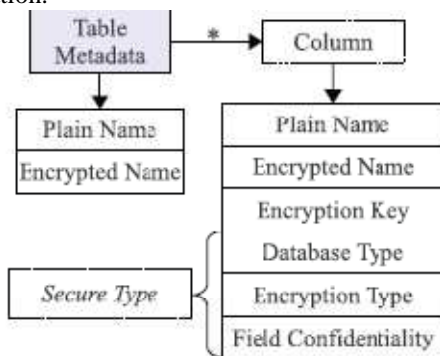 tion.
Table
Metadata
*
Column
Plain Name
Encrypted Name
Plain Name
Encrypted Name
Encryption Key
Database Type
Encryption Type
Field Confidentiality
Secure Type